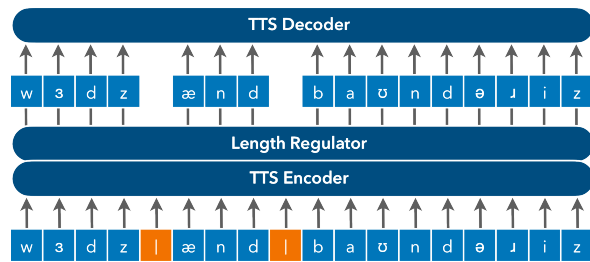 TTS Decoder
w ɜ d z æ n d b a ʊ n d ə ɹ i z
Length Regulator
TTS Encoder
w ɜ d z | æ n d | b a ʊ n d ə ɹ i z